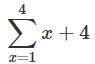 4
∑ x + 4
x=1